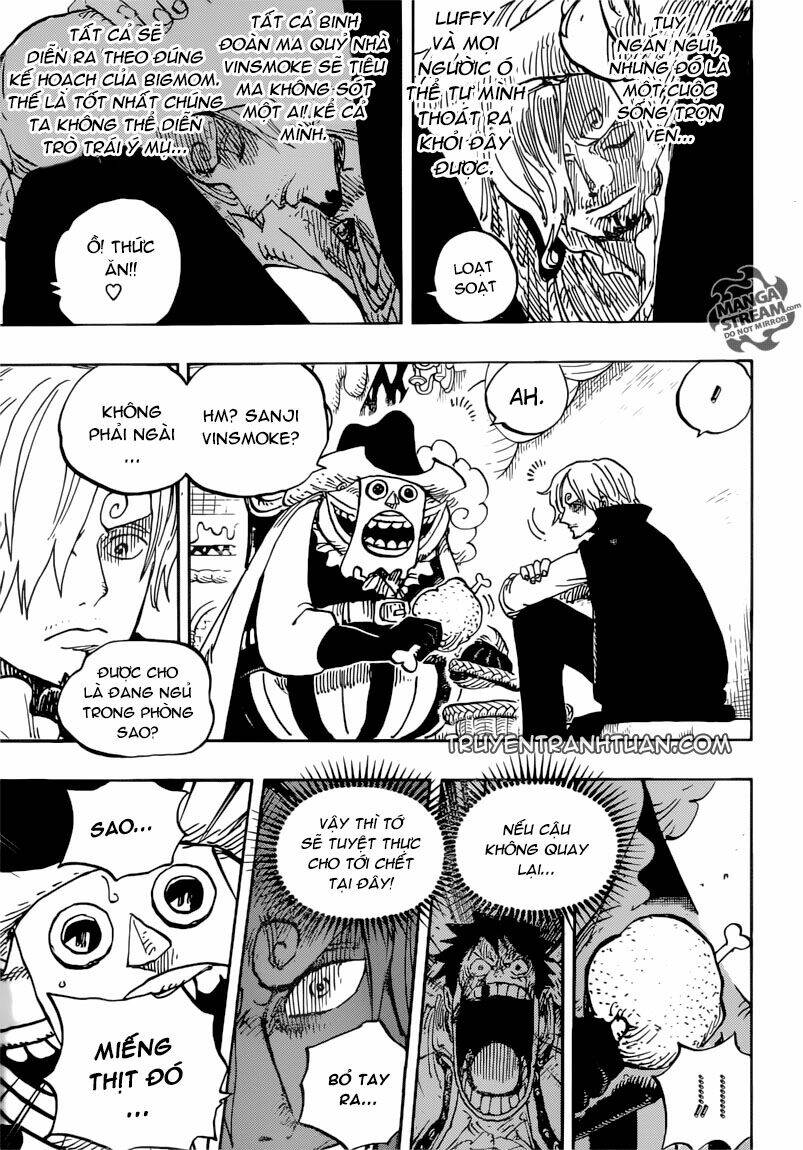 TUY
NGẮN NGỦI,
NHƯNG ĐÓ LÀ
MỘT CUỘC
SỐNG TRỌN
VẸN...
LUFFY
VÀ MỌI
NGƯỜIC Ó
THỂ TỰ MÌNH
THOÁT RA
KHỎI ĐÂY
ĐƯỢC.
LOẠT
SOẠT
TẤT CẢ BINH
ĐOÀN MA QUỶ NHÀ
VINSMOKE SẼ TIÊU
MA KHÔNG SÓT
MỘT AI! KỂ CẢ
MÌNH.
TẤT CẢ SẼ
DIỄN RA THEO ĐÚNG
KẾ HOẠCH CỦA BIGMOM.
THẾ LÀ TỐT NHẤT CHÚNG
TA KHÔNG THỂ DIỄN
TRÒ TRÁI Ý MỤ...
Ồ! THỨC
ĂN!!
♡
MANGA
STREAM.com
DO NOT MIRROR
!
AH.
HM? SANJI
VINSMOKE?
KHÔNG
PHẢI NGÀI
...
ĐƯỢC CHO
LÀ ĐANG NGỦ
TRONG PHÒNG
SAO?
TRUYENTRANHTUAN.COM
!!
NẾU CẬU
KHÔNG QUAY
LẠI...
VẬY THÌ TỚ
SẼ TUYỆT THỰC
CHO TỚI CHẾT
TẠI ĐÂY!
BỎ TAY
RA...
SAO...
MIẾNG
THỊT ĐÓ
...